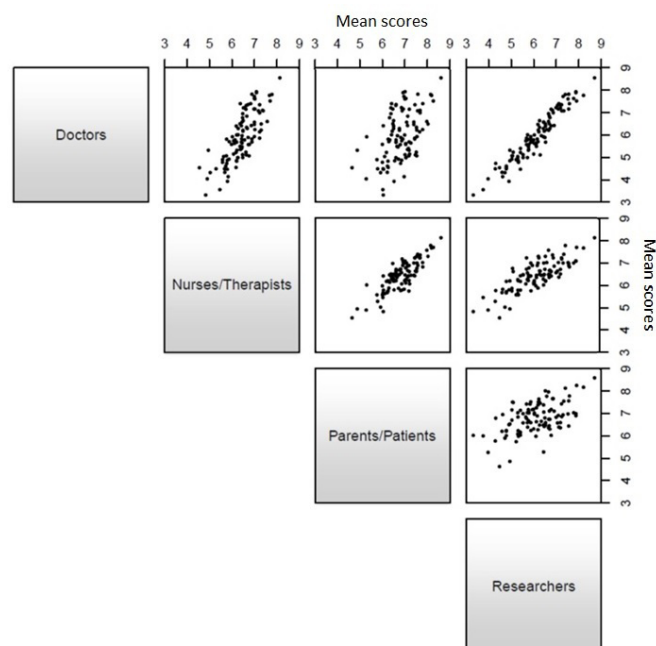 Mean scores
3 4 5 6 7 8 9 3 4 5 6 7 8 9 3 4 5 6 7 8 9
Doctors
3 4 5 6 7 8 9
Nurses/Therapists
3 4 5 6 7 8 9
Mean scores
Parents/Patients
3 4 5 6 7 8 9
Researchers